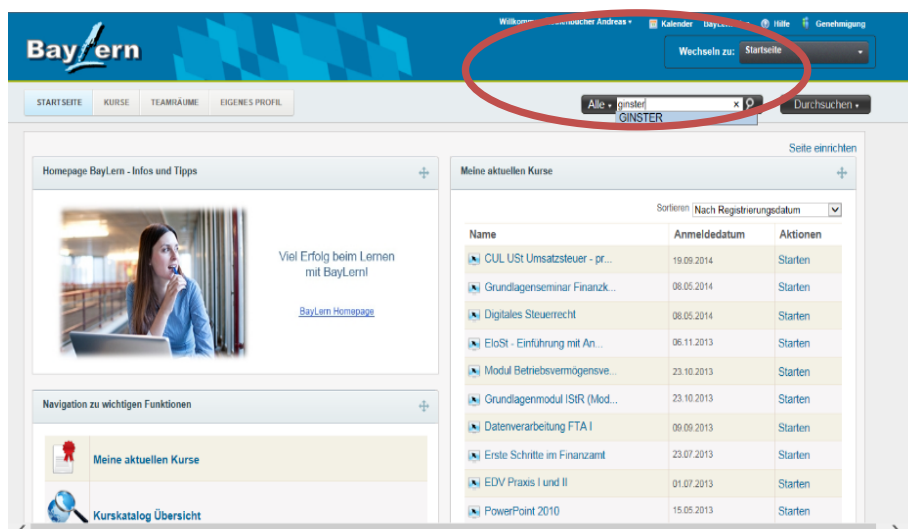 BayLern
Andreas
Kalender
Hilfe
Genehmigung
Wechseln zu: Startseite
STARTSEITE KURSE TEAMRÄUME EIGENES PROFIL
Alle ginster x
Durchsuchen
GINSTER
Seite einrichten
Homepage BayLern - Infos und Tipps
Viel Erfolg beim Lernen
mit BayLern!
BayLern Homepage
Navigation zu wichtigen Funktionen
Meine aktuellen Kurse
Kurskatalog Übersicht
Meine aktuellen Kurse
Sortieren Nach Registrierungsdatum
Name Anmeldedatum Aktionen
CUL USt Umsatzsteuer - pr... 19.09.2014 Starten
Grundlagenseminar Finanzk... 08.05.2014 Starten
Digitales Steuerrecht 08.05.2014 Starten
EloSt - Einführung mit An... 06.11.2013 Starten
Modul Betriebsvermögensve... 23.10.2013 Starten
Grundlagenmodul IStR (Mod... 23.10.2013 Starten
Datenverarbeitung FTA I 09.09.2013 Starten
Erste Schritte im Finanzamt 23.07.2013 Starten
EDV Praxis I und II 01.07.2013 Starten
PowerPoint 2010 15.05.2013 Starten